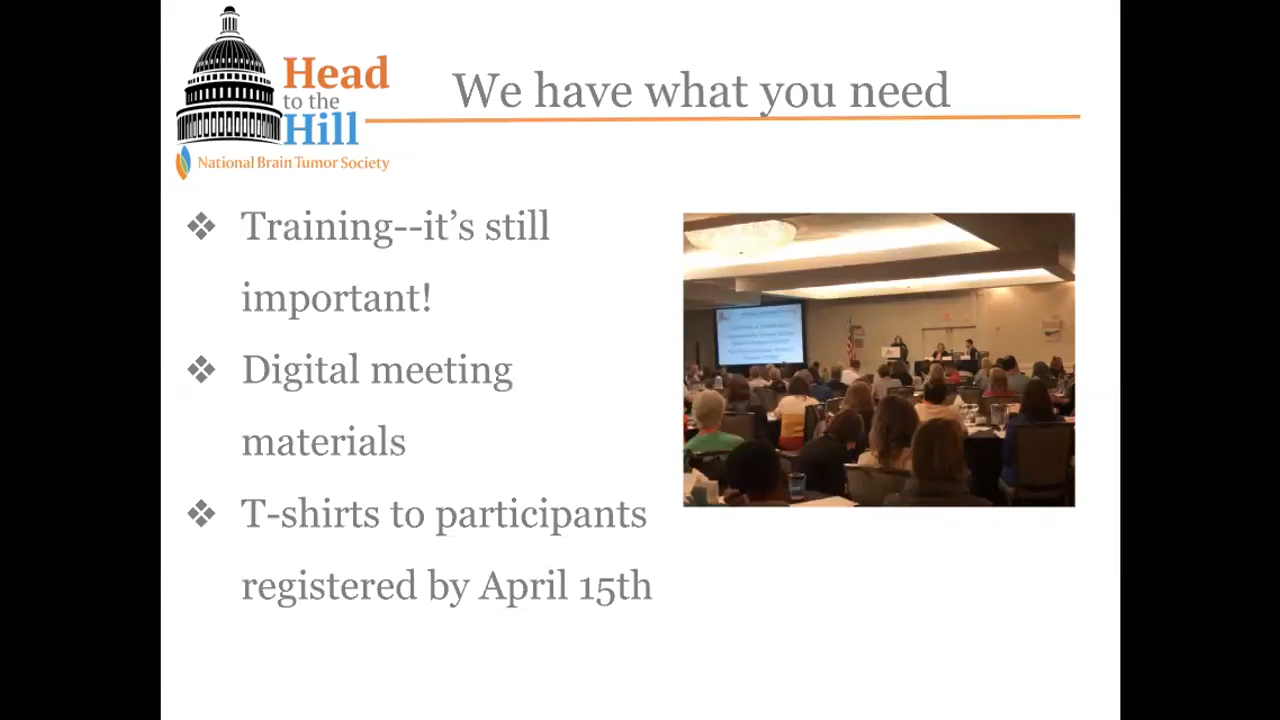 Head
to the
Hill
National Brain Tumor Society
We have what you need
Training--it's still
important!
Digital meeting
materials
T-shirts to participants
registered by April 15th